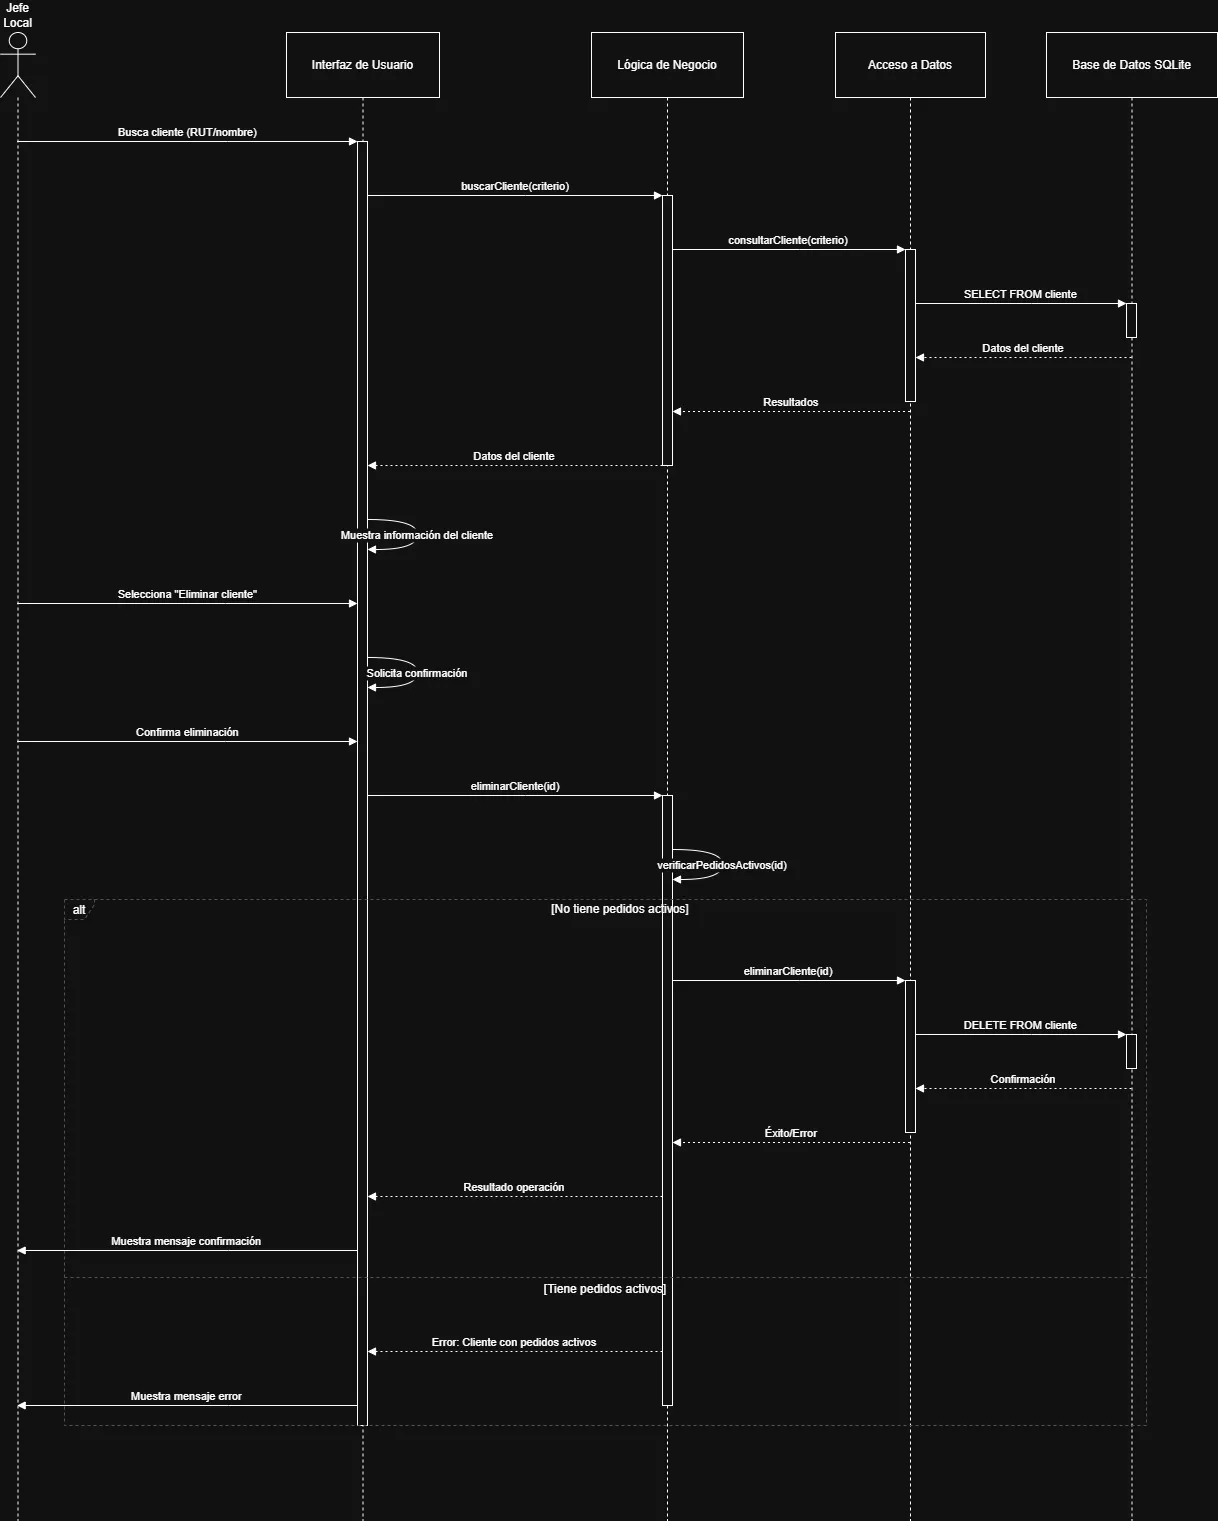 Jefe
Local
Interfaz de Usuario
Lógica de Negocio
Acceso a Datos
Base de Datos SQLite
Busca cliente (RUT/nombre)
buscarCliente(criterio)
consultarCliente(criterio)
SELECT FROM cliente
Datos del cliente
Resultados
Datos del cliente
Muestra información del cliente
Selecciona "Eliminar cliente"
Solicita confirmación
Confirma eliminación
eliminarCliente(id)
verificarPedidosActivos(id)
alt
[No tiene pedidos activos]
eliminarCliente(id)
DELETE FROM cliente
Confirmación
Éxito/Error
Resultado operación
Muestra mensaje confirmación
[Tiene pedidos activos]
Error: Cliente con pedidos activos
Muestra mensaje error